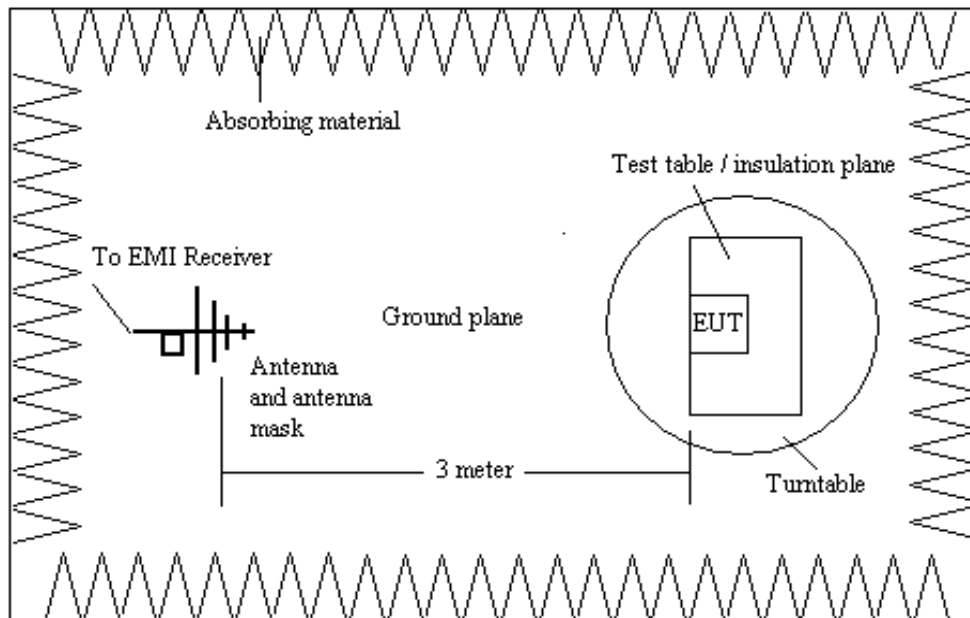 Absorbing material
Test table / insulation plane
To EMI Receiver
Ground plane
EUT
Antenna
and antenna
mask
3 meter
Turntable